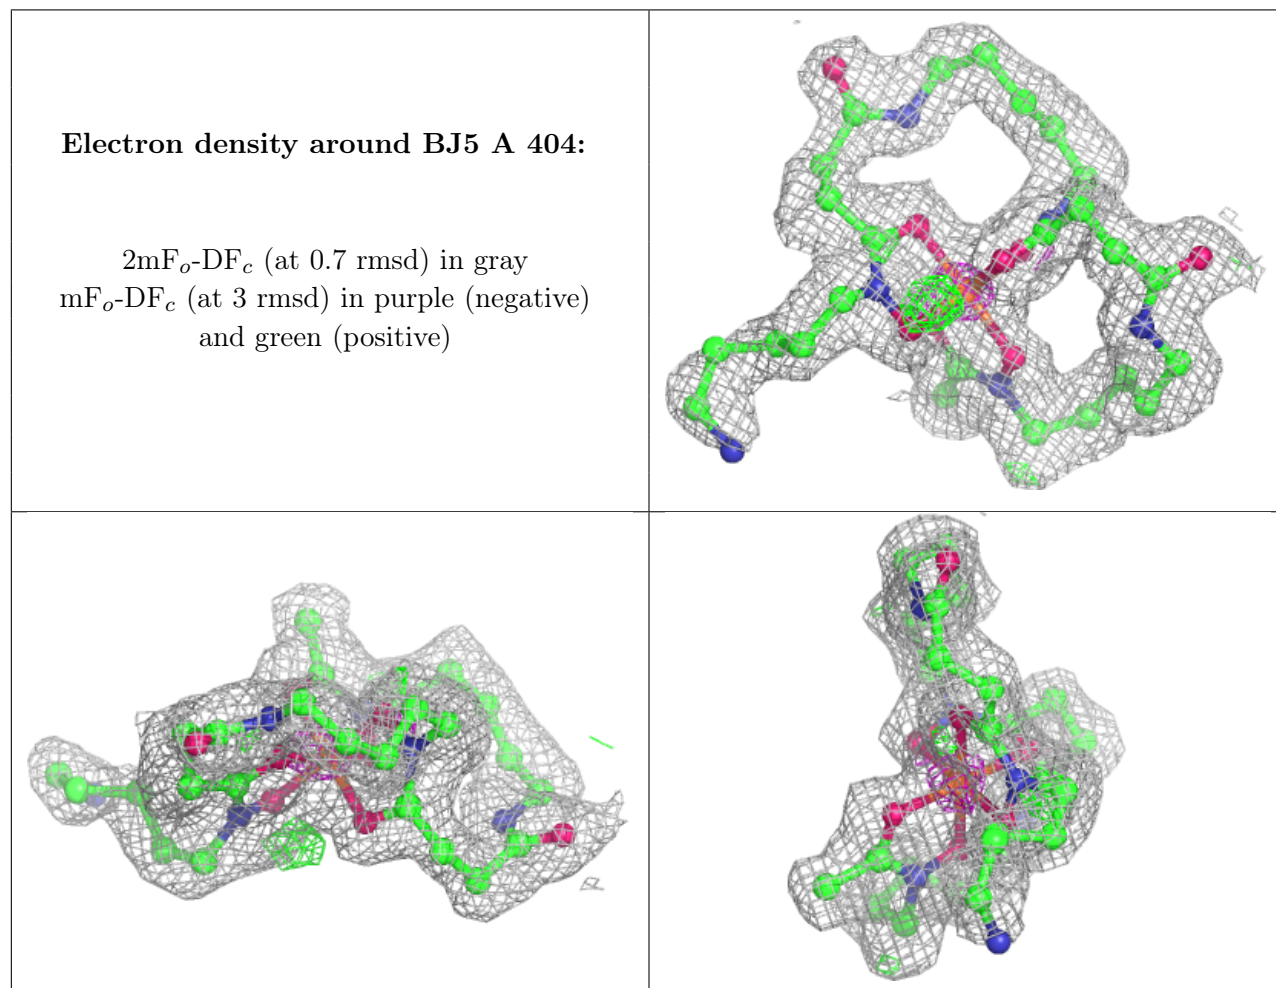 Electron density around BJ5 A 404:
2mFo-DFc (at 0.7 rmsd) in gray
mFo-DFc (at 3 rmsd) in purple (negative)
and green (positive)